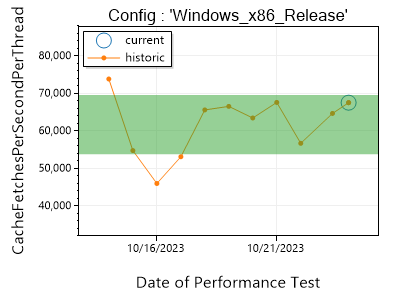 Config : 'Windows_x86_Release'
current
historic
CacheFetchesPerSecondPerThread
80,000
70,000
60,000
50,000
40,000
10/16/2023
10/21/2023
Date of Performance Test